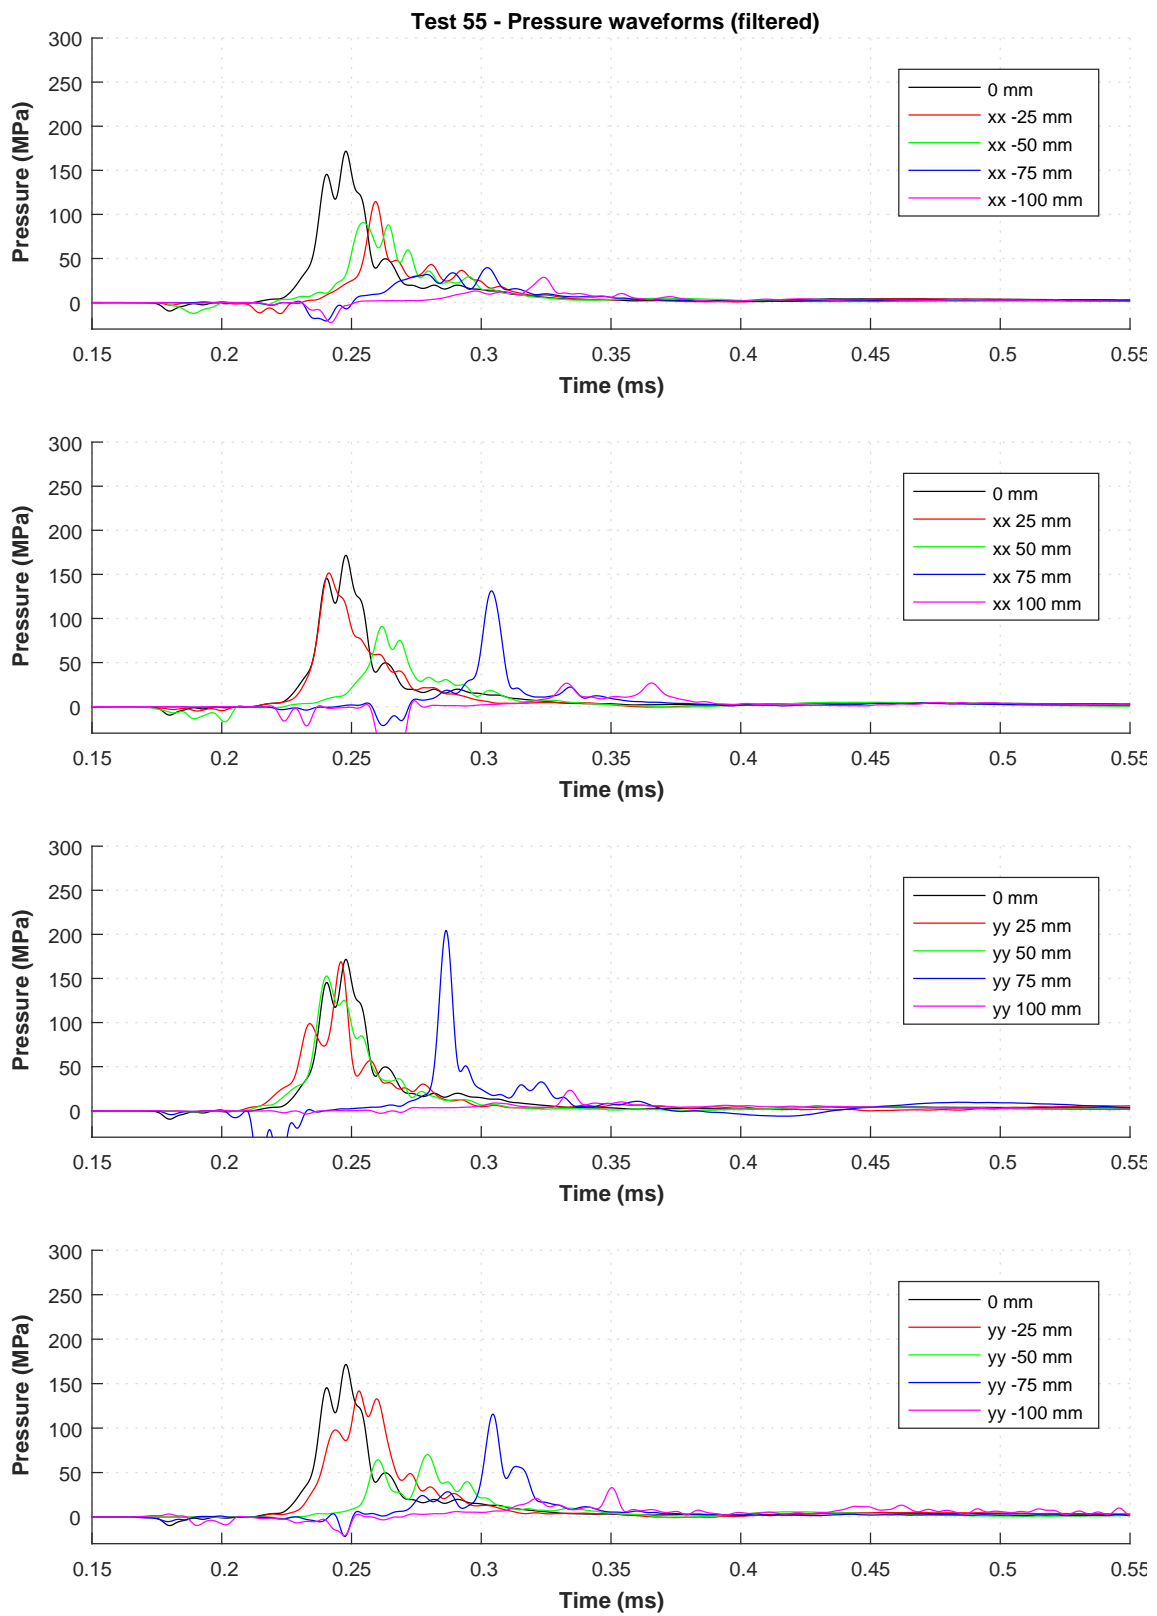 Test 55 - Pressure waveforms (filtered)
300
250
200
150
100
50
0
Pressure (MPa)
0 mm
xx -25 mm
xx -50 mm
xx -75 mm
xx -100 mm
0.15 0.2 0.25 0.3 0.35 0.4 0.45 0.5 0.55
Time (ms)
300
250
200
150
100
50
0
Pressure (MPa)
0 mm
xx 25 mm
xx 50 mm
xx 75 mm
xx 100 mm
0.15 0.2 0.25 0.3 0.35 0.4 0.45 0.5 0.55
Time (ms)
300
250
200
150
100
50
0
Pressure (MPa)
0 mm
yy 25 mm
yy 50 mm
yy 75 mm
yy 100 mm
0.15 0.2 0.25 0.3 0.35 0.4 0.45 0.5 0.55
Time (ms)
300
250
200
150
100
50
0
Pressure (MPa)
0 mm
yy -25 mm
yy -50 mm
yy -75 mm
yy -100 mm
0.15 0.2 0.25 0.3 0.35 0.4 0.45 0.5 0.55
Time (ms)